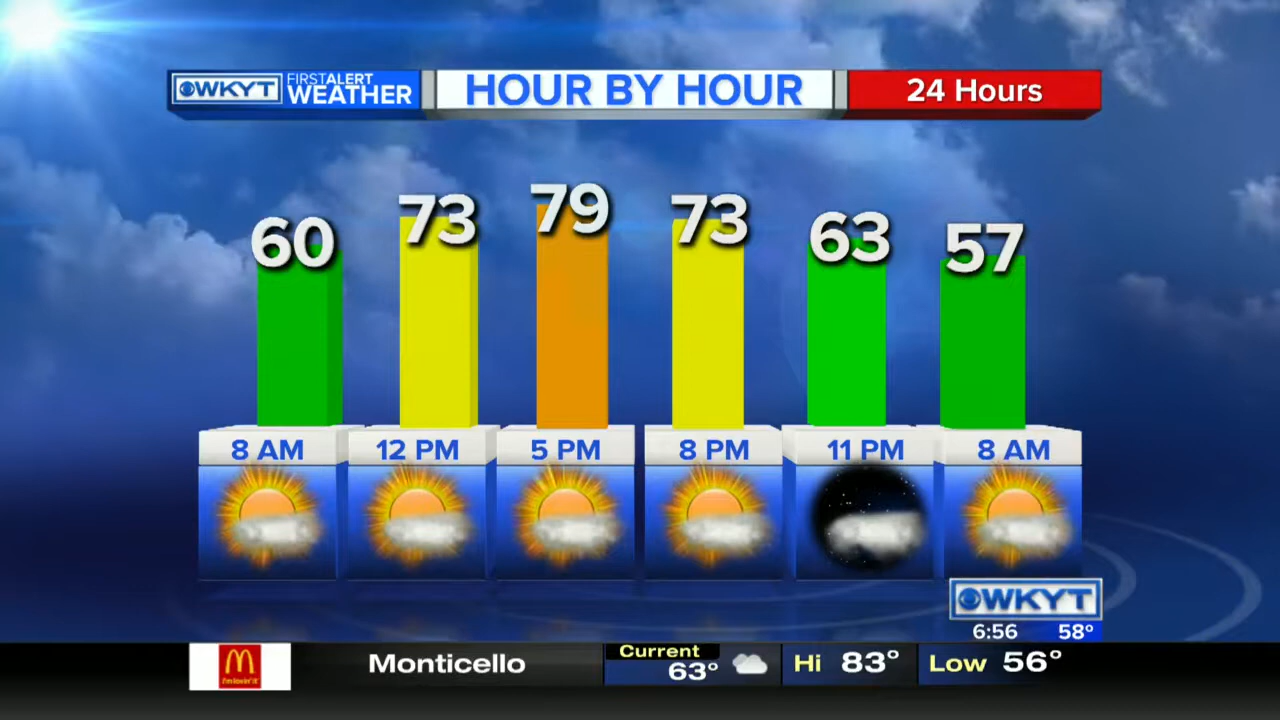 WKYT FIRST ALERT WEATHER
HOUR BY HOUR
24 Hours
60 73 79 73 63 57
8 AM 12 PM 5 PM 8 PM 11 PM 8 AM
WKYT
6:56 58°
M
i'm lovin' it
Monticello
Current
63°
Hi 83°
Low 56°